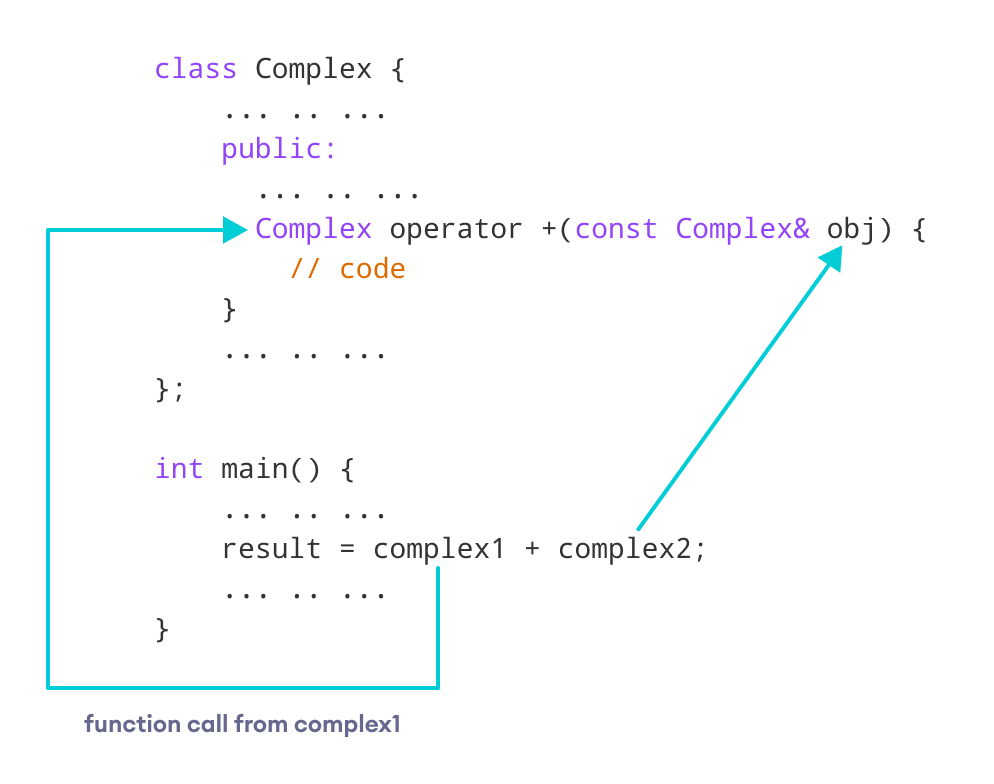 class Complex {
... .. ...
public:
... .. ...
Complex operator +(const Complex& obj) {
// code
}
... .. ...
};
int main() {
... .. ...
result = complex1 + complex2;
... .. ...
}
function call from complex1